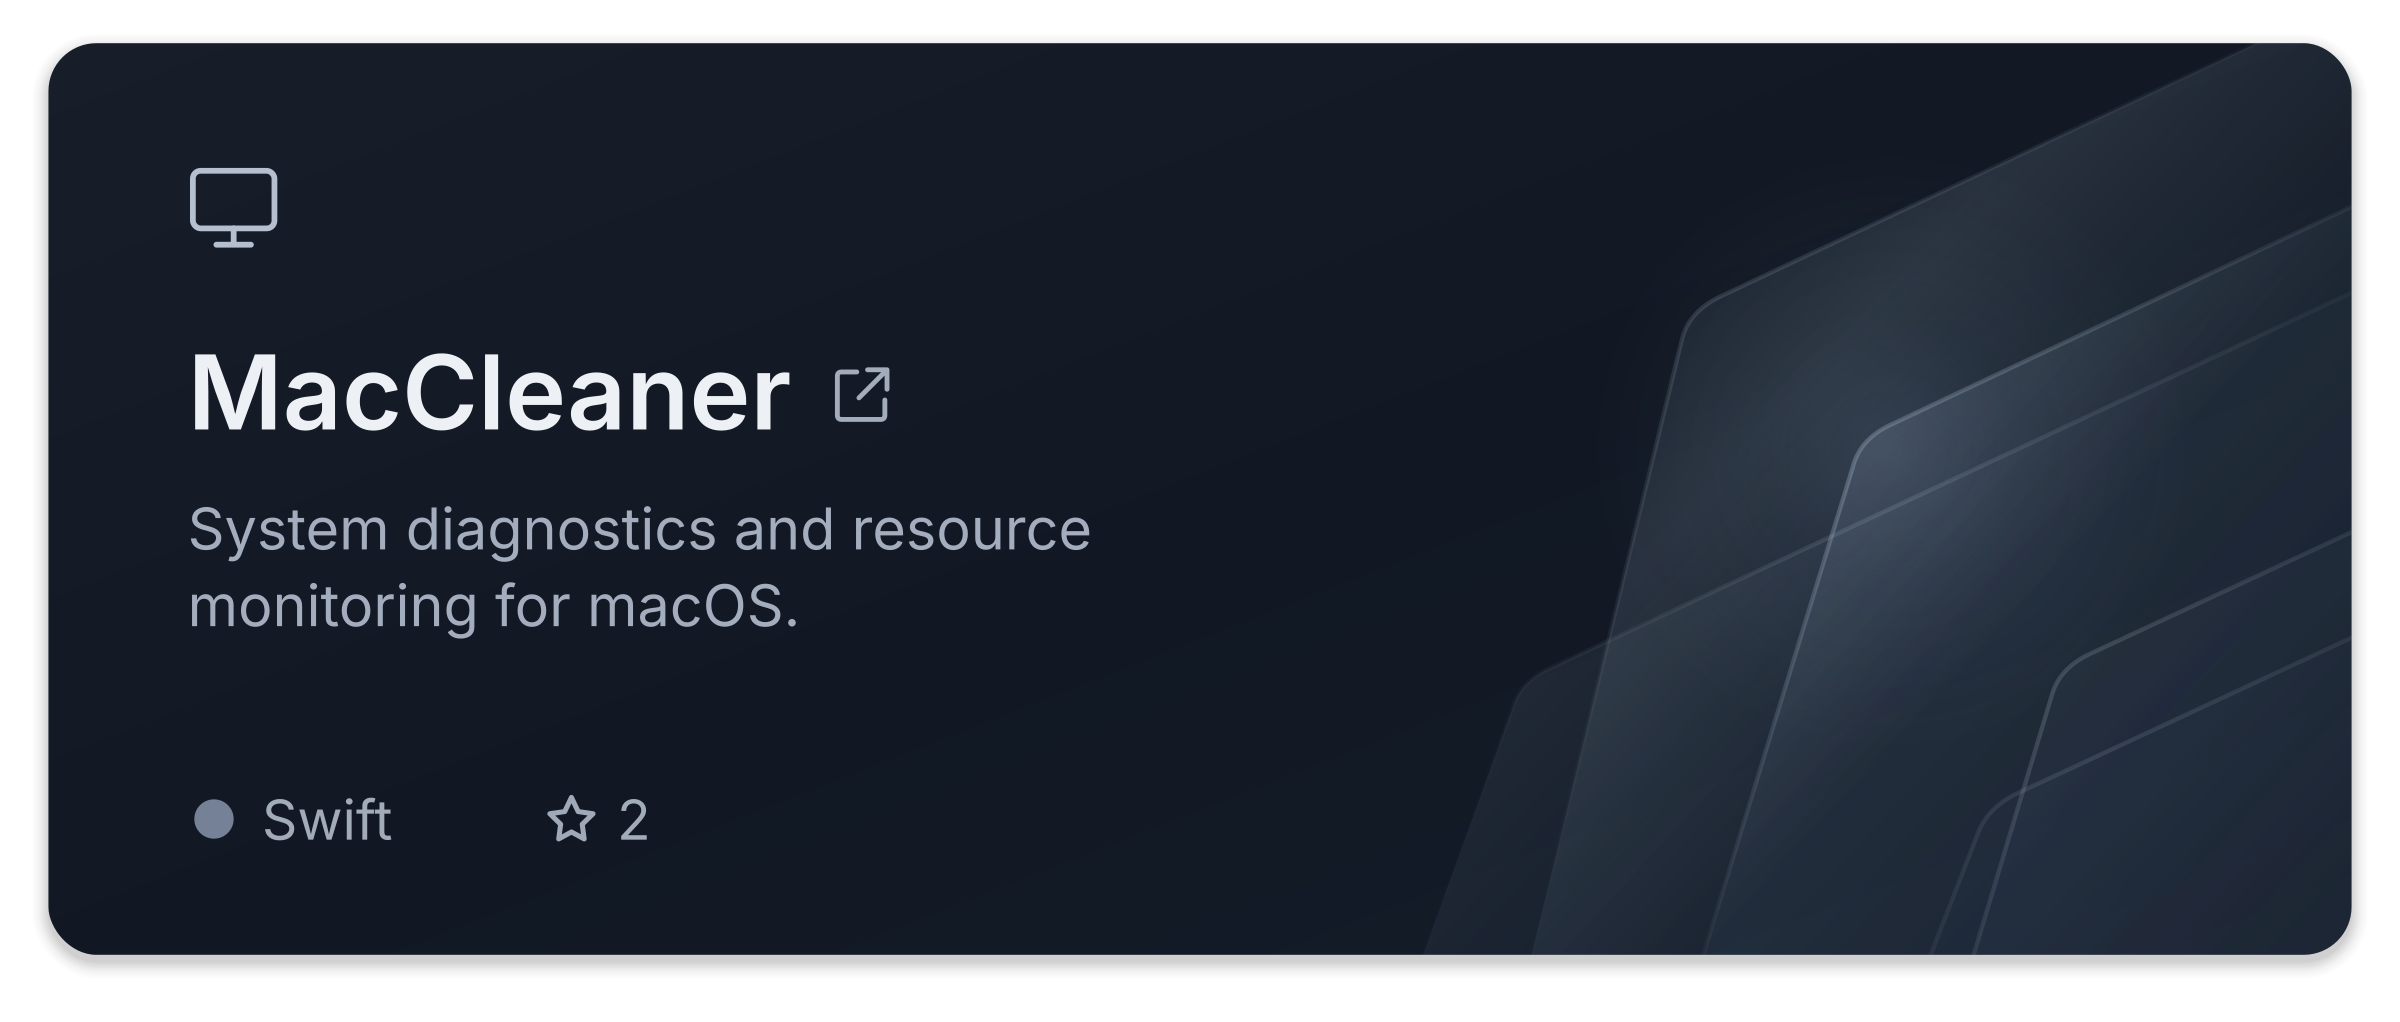 MacCleaner
System diagnostics and resource
monitoring for macOS.
Swift 2